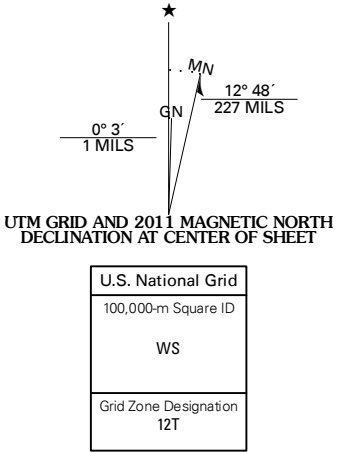 ★
MN
12° 48´
227 MILS
GN
0° 3´
1 MILS
UTM GRID AND 2011 MAGNETIC NORTH
DECLINATION AT CENTER OF SHEET
U.S. National Grid
100,000-m Square ID
WS
Grid Zone Designation
12T